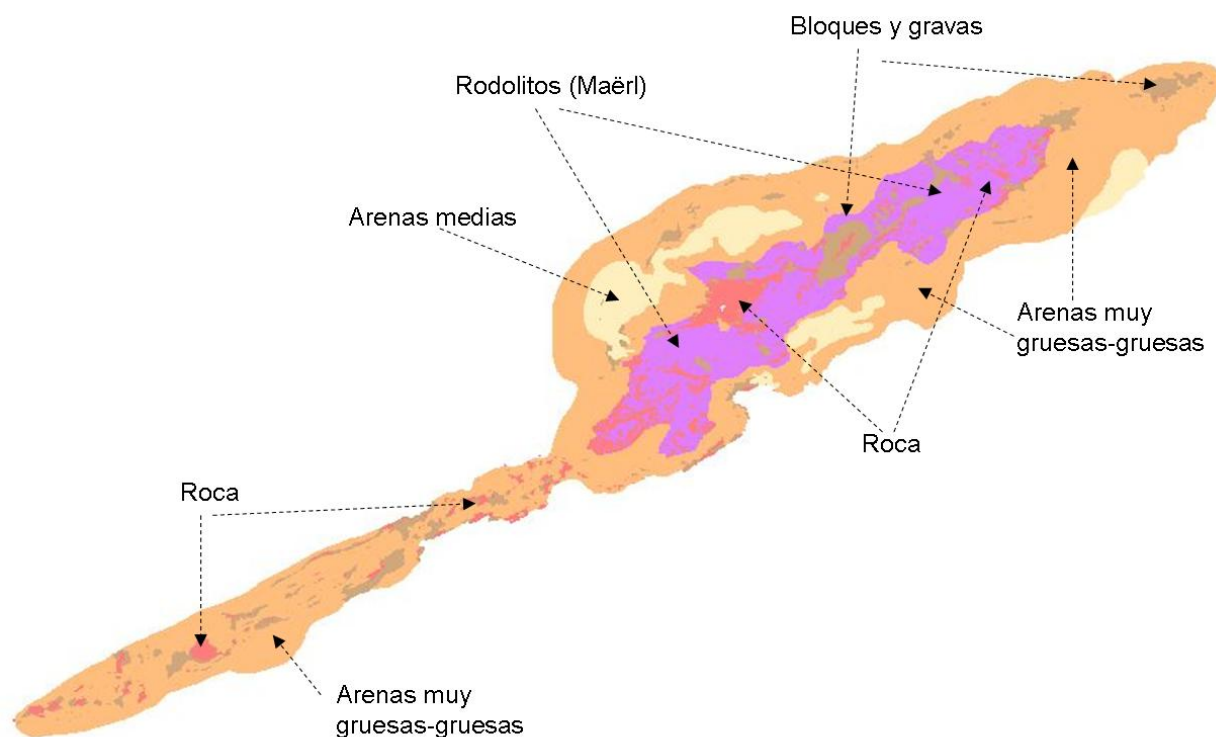 Bloques y gravas
Rodolitos (Maërl)
Arenas medias
Arenas muy
gruesas-gruesas
Roca
Roca
Arenas muy
gruesas-gruesas